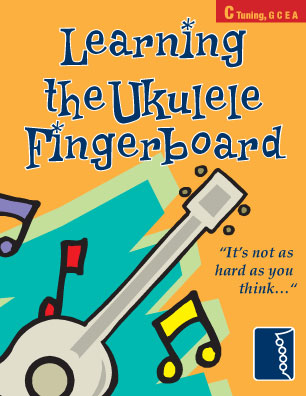 C Tuning, G C E A
Learning
the Ukulele
Fingerboard
“It's not as
hard as you
think...“